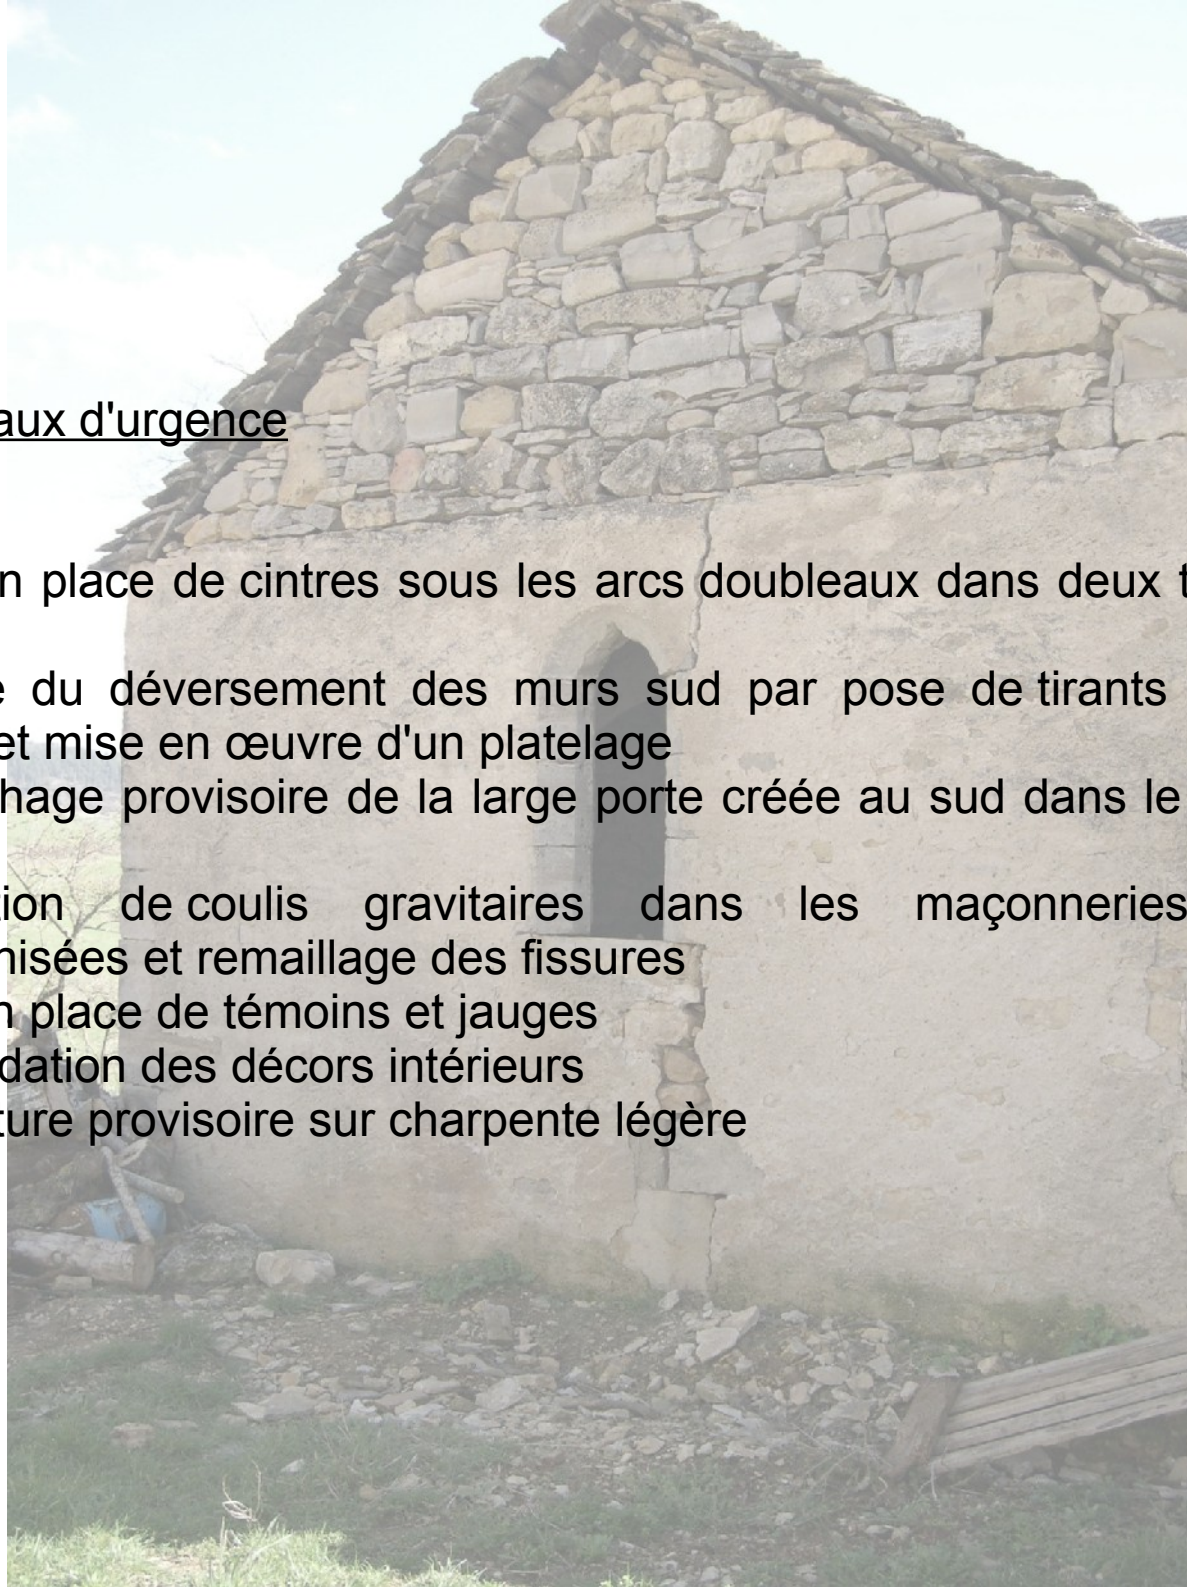 aux d'urgence
n place de cintres sous les arcs doubleaux dans deux t
e du déversement des murs sud par pose de tirants
et mise en œuvre d'un platelage
hage provisoire de la large porte créée au sud dans le
tion de coulis gravitaires dans les maçonneries
nisées et remaillage des fissures
n place de témoins et jauges
dation des décors intérieurs
ture provisoire sur charpente légère